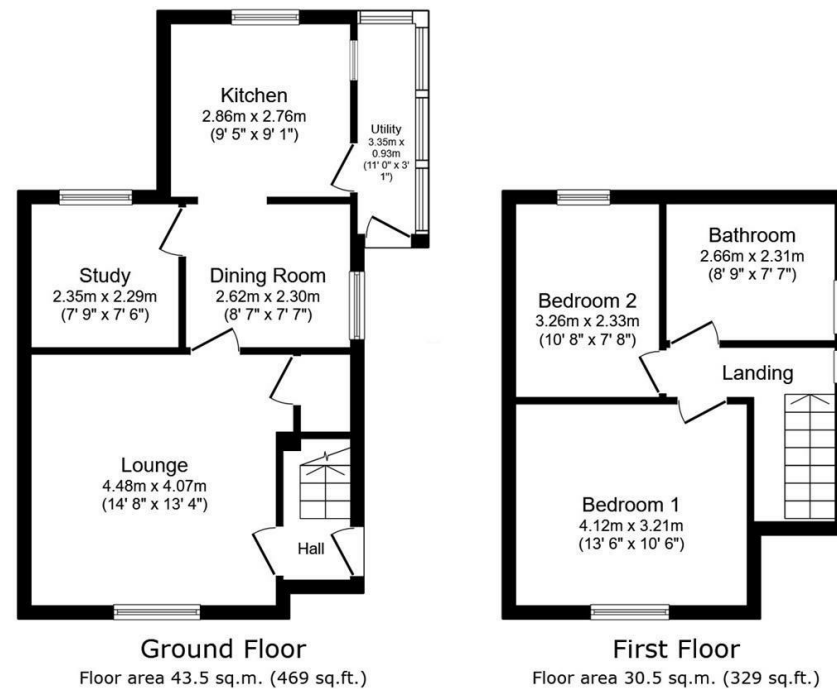 Kitchen
2.86m x 2.76m
(9' 5" x 9' 1")
Utility
3.35m x
0.93m
(11' 0" x 3'
1")
Study
2.35m x 2.29m
(7' 9" x 7' 6")
Dining Room
2.62m x 2.30m
(8' 7" x 7' 7")
Lounge
4.48m x 4.07m
(14' 8" x 13' 4")
Hall
Ground Floor
Floor area 43.5 sq.m. (469 sq.ft.)
Bathroom
2.66m x 2.31m
(8' 9" x 7' 7")
Bedroom 2
3.26m x 2.33m
(10' 8" x 7' 8")
Landing
Bedroom 1
4.12m x 3.21m
(13' 6" x 10' 6")
First Floor
Floor area 30.5 sq.m. (329 sq.ft.)